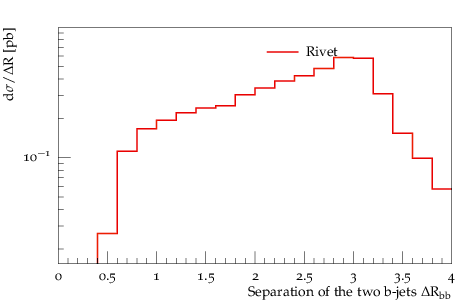 dσ/ΔR [pb]
Rivet
10⁻¹
0 0.5 1 1.5 2 2.5 3 3.5 4
Separation of the two b-jets ΔR_bb